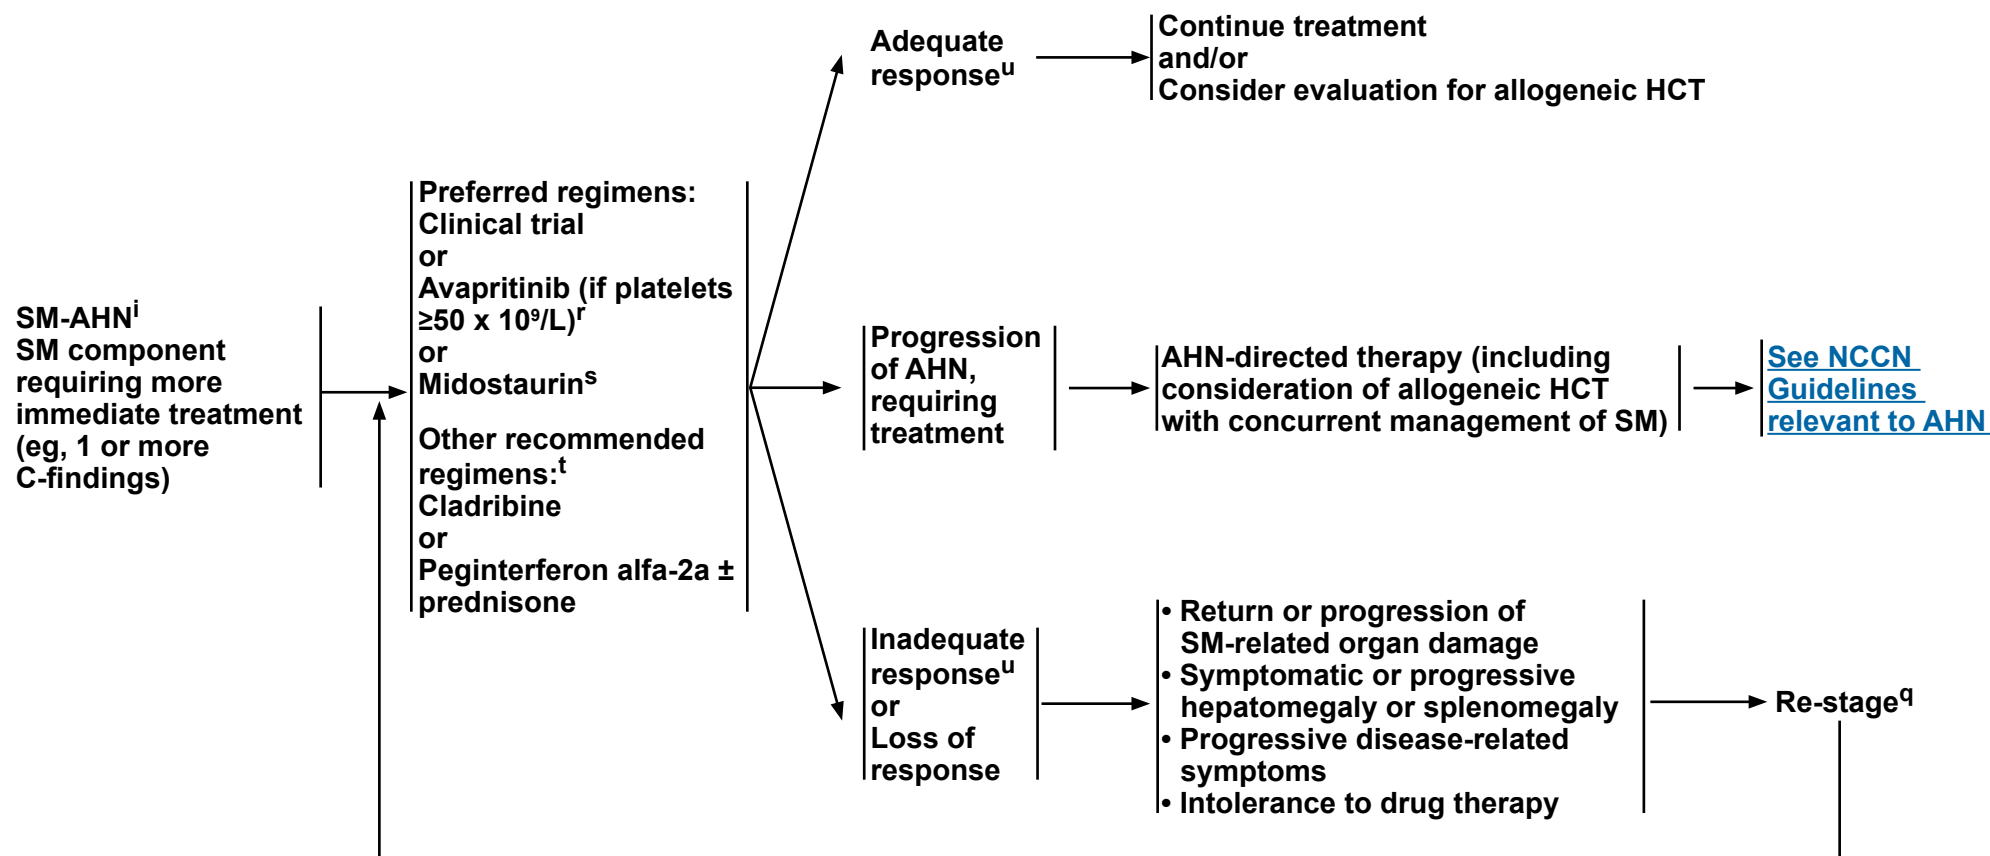 SM-AHNi
SM component
requiring more
immediate treatment
(eg, 1 or more
C-findings)
Preferred regimens:
Clinical trial
or
Avapritinib (if platelets
≥50 x 10⁹/L)r
or
Midostaurins
Other recommended
regimens:t
Cladribine
or
Peginterferon alfa-2a ±
prednisone
Adequate
responseu
Continue treatment
and/or
Consider evaluation for allogeneic HCT
Progression
of AHN,
requiring
treatment
AHN-directed therapy (including
consideration of allogeneic HCT
with concurrent management of SM)
See NCCN
Guidelines
relevant to AHN
Inadequate
responseu
or
Loss of
response
• Return or progression of
SM-related organ damage
• Symptomatic or progressive
hepatomegaly or splenomegaly
• Progressive disease-related
symptoms
• Intolerance to drug therapy
Re-stageq